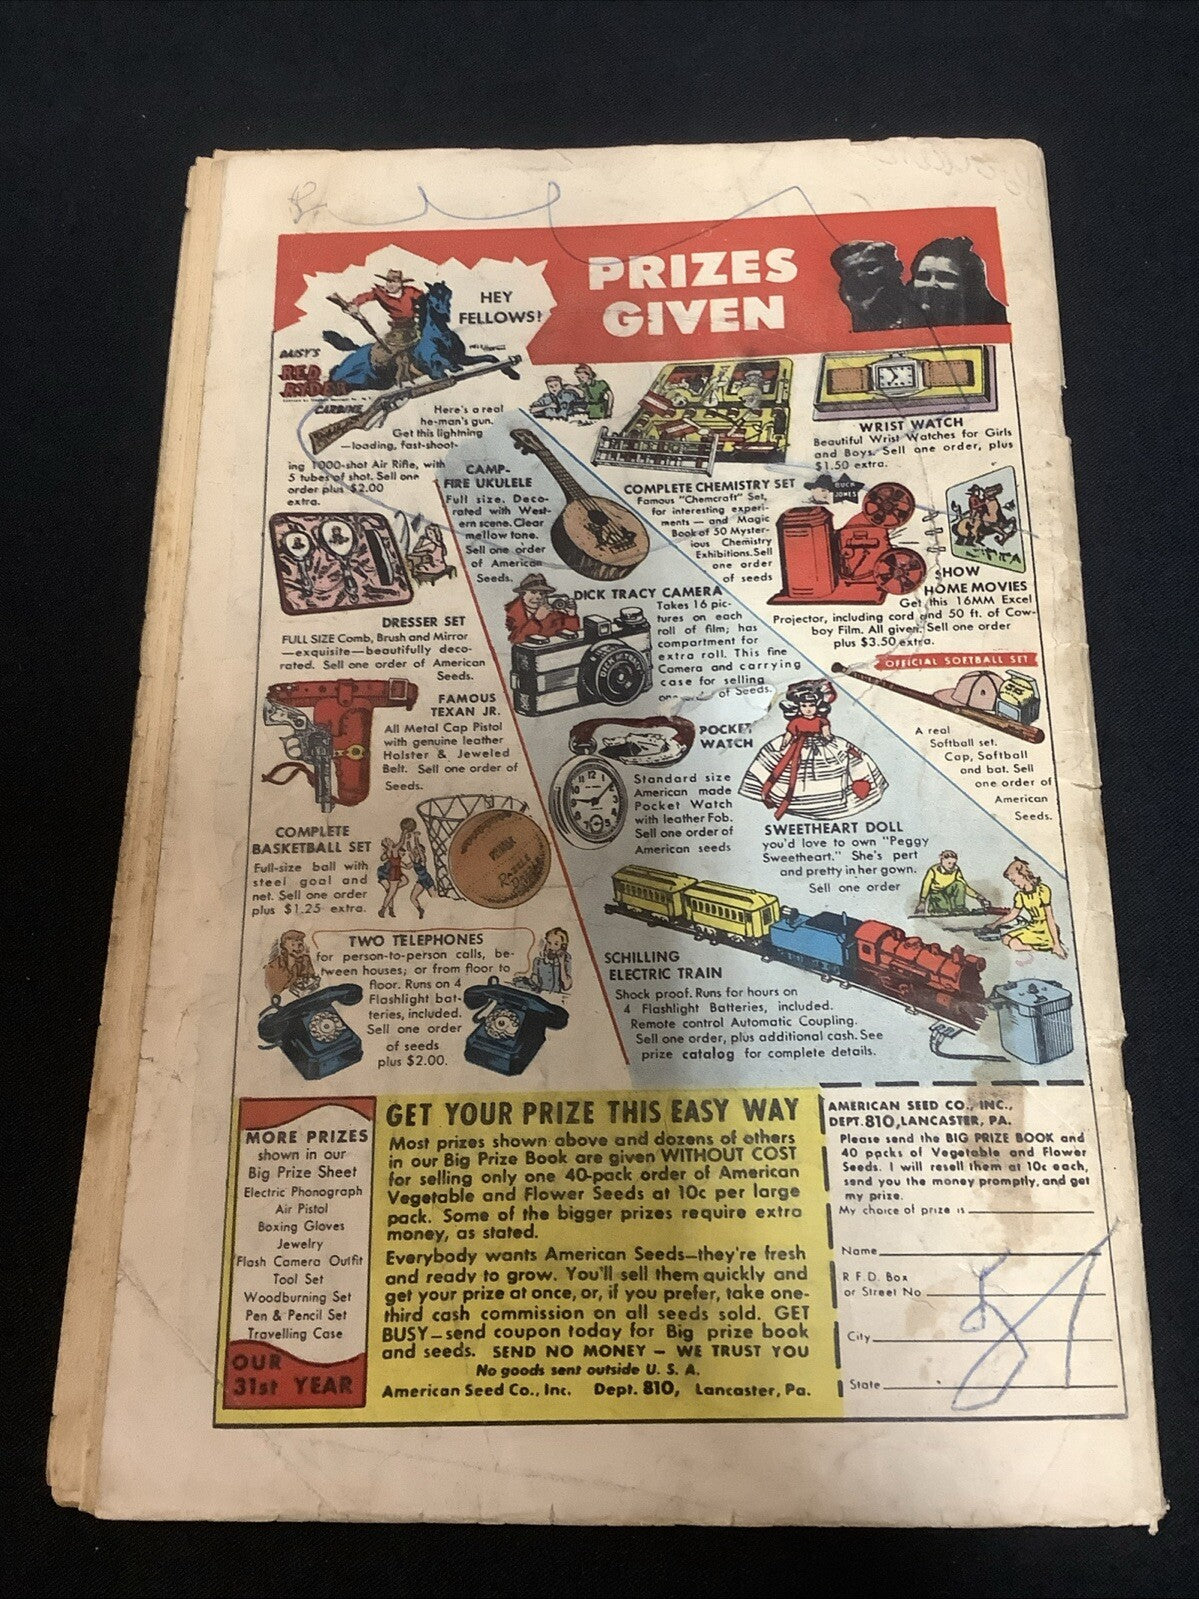 PRIZES
GIVEN
HEY
FELLOWS!
DAISY'S
RED
RYDER
CARBINE
Here's a real
he-man's gun.
Get this lightning
—loading, fast-shoot-
ing 1000-shot Air Rifle, with
5 tubes of shot. Sell one
order plus $2.00
extra.
CAMP-
FIRE UKULELE
Full size. Deco-
rated with West-
ern scene. Clear
mellow tone.
Sell one order
of American
Seeds.
COMPLETE CHEMISTRY SET
Famous "Chemcraft" Set,
for interesting experi-
ments — and Magic
Book of 50 Myster-
ious Chemistry
Exhibitions. Sell
one order
of seeds
WRIST WATCH
Beautiful Wrist Watches for Girls
and Boys. Sell one order, plus
$1.50 extra.
BUCK
JONES
SHOW
HOME MOVIES
Get this 16MM Excel
Projector, including cord and 50 ft. of Cow-
boy Film. All given. Sell one order
plus $3.50 extra.
DRESSER SET
FULL SIZE Comb, Brush and Mirror
—exquisite—beautifully deco-
rated. Sell one order of American
Seeds.
DICK TRACY CAMERA
Takes 16 pic-
tures on each
roll of film; has
compartment for
extra roll. This fine
Camera and carrying
case for selling
of Seeds.
OFFICIAL SOFTBALL SET
A real
Softball set.
Cap, Softball
and bat. Sell
one order of
American
Seeds.
FAMOUS
TEXAN JR.
All Metal Cap Pistol
with genuine leather
Holster & Jeweled
Belt. Sell one order of
Seeds.
POCKET
WATCH
Standard size
American made
Pocket Watch
with leather Fob.
Sell one order of
American seeds
SWEETHEART DOLL
you'd love to own "Peggy
Sweetheart." She's pert
and pretty in her gown.
Sell one order
COMPLETE
BASKETBALL SET
Full-size ball with
steel goal and
net. Sell one order
plus $1.25 extra.
TWO TELEPHONES
for person-to-person calls, be-
tween houses; or from floor to
floor. Runs on 4
Flashlight bat-
teries, included.
Sell one order
of seeds
plus $2.00.
SCHILLING
ELECTRIC TRAIN
Shock proof. Runs for hours on
4 Flashlight Batteries, included.
Remote control Automatic Coupling.
Sell one order, plus additional cash. See
prize catalog for complete details.
MORE PRIZES
shown in our
Big Prize Sheet
Electric Phonograph
Air Pistol
Boxing Gloves
Jewelry
Flash Camera Outfit
Tool Set
Woodburning Set
Pen & Pencil Set
Travelling Case
OUR
31st YEAR
GET YOUR PRIZE THIS EASY WAY
Most prizes shown above and dozens of others
in our Big Prize Book are given WITHOUT COST
for selling only one 40-pack order of American
Vegetable and Flower Seeds at 10c per large
pack. Some of the bigger prizes require extra
money, as stated.
Everybody wants American Seeds—they're fresh
and ready to grow. You'll sell them quickly and
get your prize at once, or, if you prefer, take one-
third cash commission on all seeds sold. GET
BUSY—send coupon today for Big prize book
and seeds. SEND NO MONEY — WE TRUST YOU
No goods sent outside U. S. A.
American Seed Co., Inc. Dept. 810, Lancaster, Pa.
AMERICAN SEED CO., INC.,
DEPT. 810, LANCASTER, PA.
Please send the BIG PRIZE BOOK and
40 packs of Vegetable and Flower
Seeds. I will resell them at 10c each,
send you the money promptly, and get
my prize.
My choice of prize is
Name
R.F.D. Box
or Street No
City
State